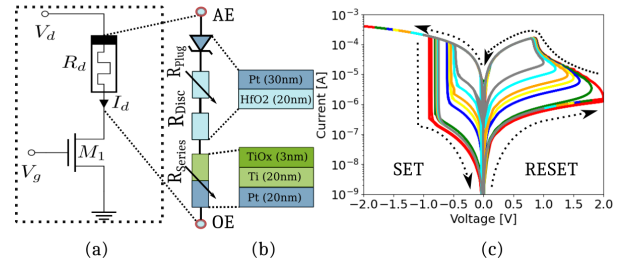 V_d
R_d
I_d
M_1
V_g
(a)
AE
R_Plug
R_Disc
R_Series
Pt (30nm)
HfO2 (20nm)
TiOx (3nm)
Ti (20nm)
Pt (20nm)
OE
(b)
Current [A]
10^−3
10^−4
10^−5
10^−6
10^−7
10^−8
10^−9
SET
RESET
−2.0 −1.5 −1.0 −0.5 0.0 0.5 1.0 1.5 2.0
Voltage [V]
(c)